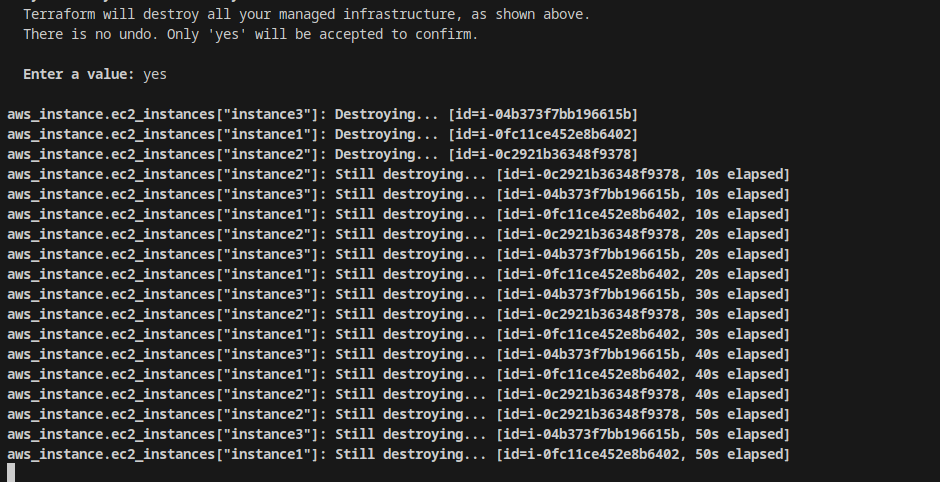 Terraform will destroy all your managed infrastructure, as shown above.
There is no undo. Only 'yes' will be accepted to confirm.
Enter a value: yes
aws_instance.ec2_instances["instance3"]: Destroying... [id=i-04b373f7bb196615b]
aws_instance.ec2_instances["instance1"]: Destroying... [id=i-0fc11ce452e8b6402]
aws_instance.ec2_instances["instance2"]: Destroying... [id=i-0c2921b36348f9378]
aws_instance.ec2_instances["instance2"]: Still destroying... [id=i-0c2921b36348f9378, 10s elapsed]
aws_instance.ec2_instances["instance3"]: Still destroying... [id=i-04b373f7bb196615b, 10s elapsed]
aws_instance.ec2_instances["instance1"]: Still destroying... [id=i-0fc11ce452e8b6402, 10s elapsed]
aws_instance.ec2_instances["instance2"]: Still destroying... [id=i-0c2921b36348f9378, 20s elapsed]
aws_instance.ec2_instances["instance3"]: Still destroying... [id=i-04b373f7bb196615b, 20s elapsed]
aws_instance.ec2_instances["instance1"]: Still destroying... [id=i-0fc11ce452e8b6402, 20s elapsed]
aws_instance.ec2_instances["instance3"]: Still destroying... [id=i-04b373f7bb196615b, 30s elapsed]
aws_instance.ec2_instances["instance2"]: Still destroying... [id=i-0c2921b36348f9378, 30s elapsed]
aws_instance.ec2_instances["instance1"]: Still destroying... [id=i-0fc11ce452e8b6402, 30s elapsed]
aws_instance.ec2_instances["instance3"]: Still destroying... [id=i-04b373f7bb196615b, 40s elapsed]
aws_instance.ec2_instances["instance1"]: Still destroying... [id=i-0fc11ce452e8b6402, 40s elapsed]
aws_instance.ec2_instances["instance2"]: Still destroying... [id=i-0c2921b36348f9378, 40s elapsed]
aws_instance.ec2_instances["instance2"]: Still destroying... [id=i-0c2921b36348f9378, 50s elapsed]
aws_instance.ec2_instances["instance3"]: Still destroying... [id=i-04b373f7bb196615b, 50s elapsed]
aws_instance.ec2_instances["instance1"]: Still destroying... [id=i-0fc11ce452e8b6402, 50s elapsed]